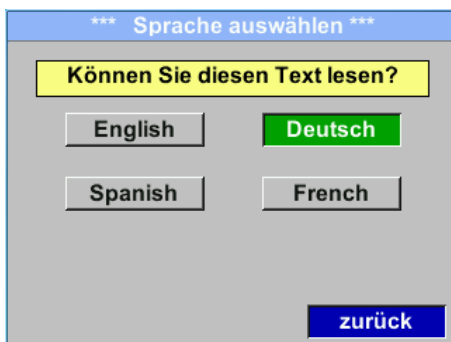 *** Sprache auswählen ***
Können Sie diesen Text lesen?
English Deutsch
Spanish French
zurück